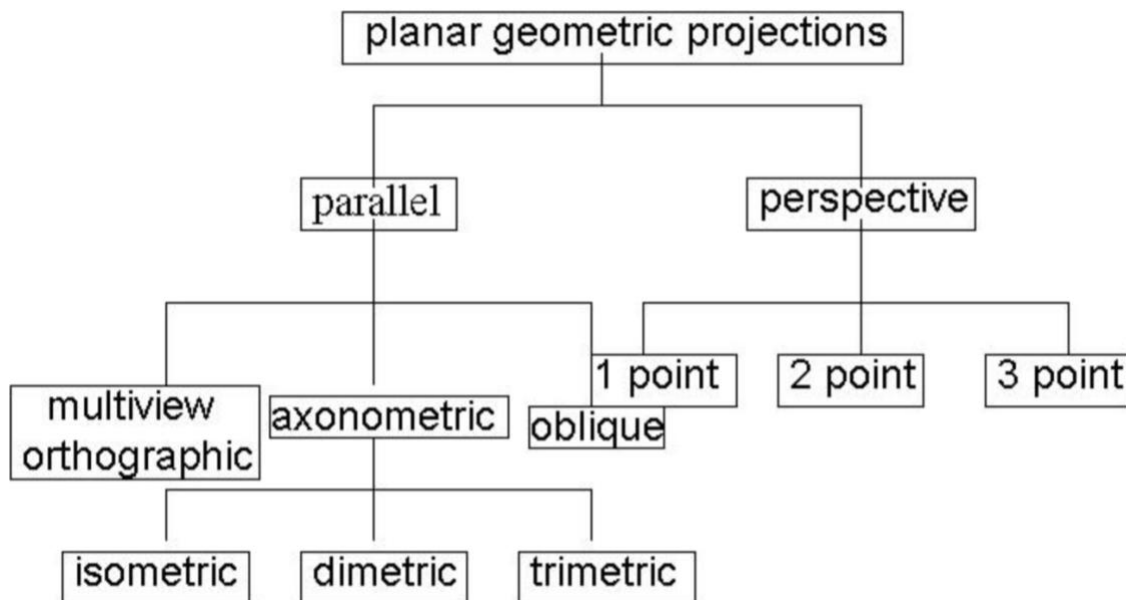 planar geometric projections
parallel
perspective
1 point
2 point
3 point
multiview
orthographic
axonometric
oblique
isometric
dimetric
trimetric